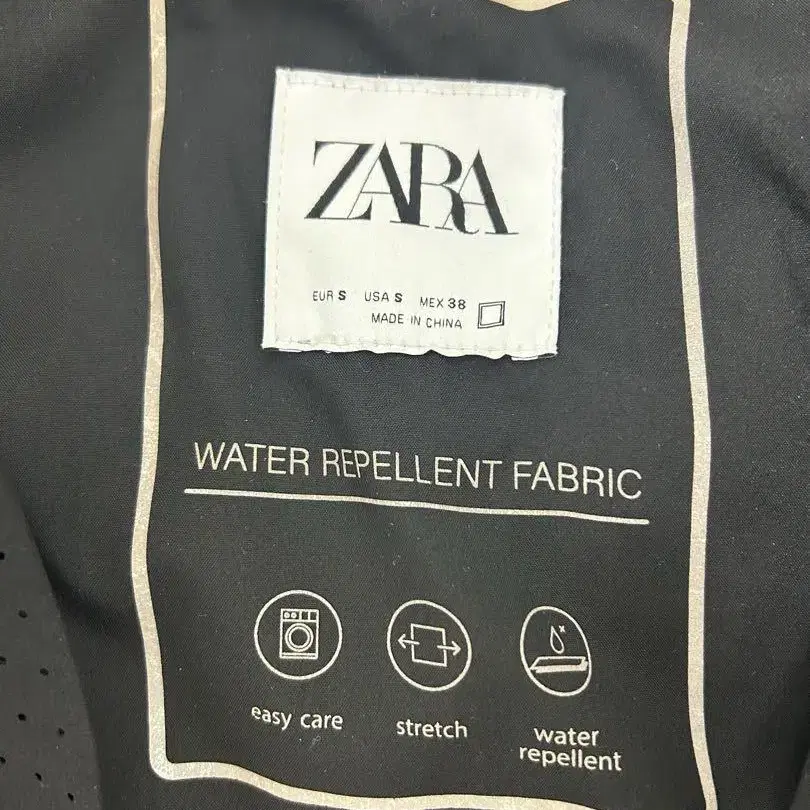 ZARA
EUR S USA S MEX 38
MADE IN CHINA
WATER REPELLENT FABRIC
easy care
stretch
water
repellent